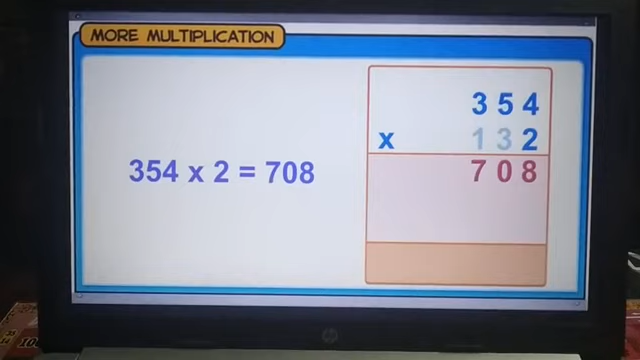 MORE MULTIPLICATION
3 5 4
x 1 3 2
354 x 2 = 708
7 0 8
hp